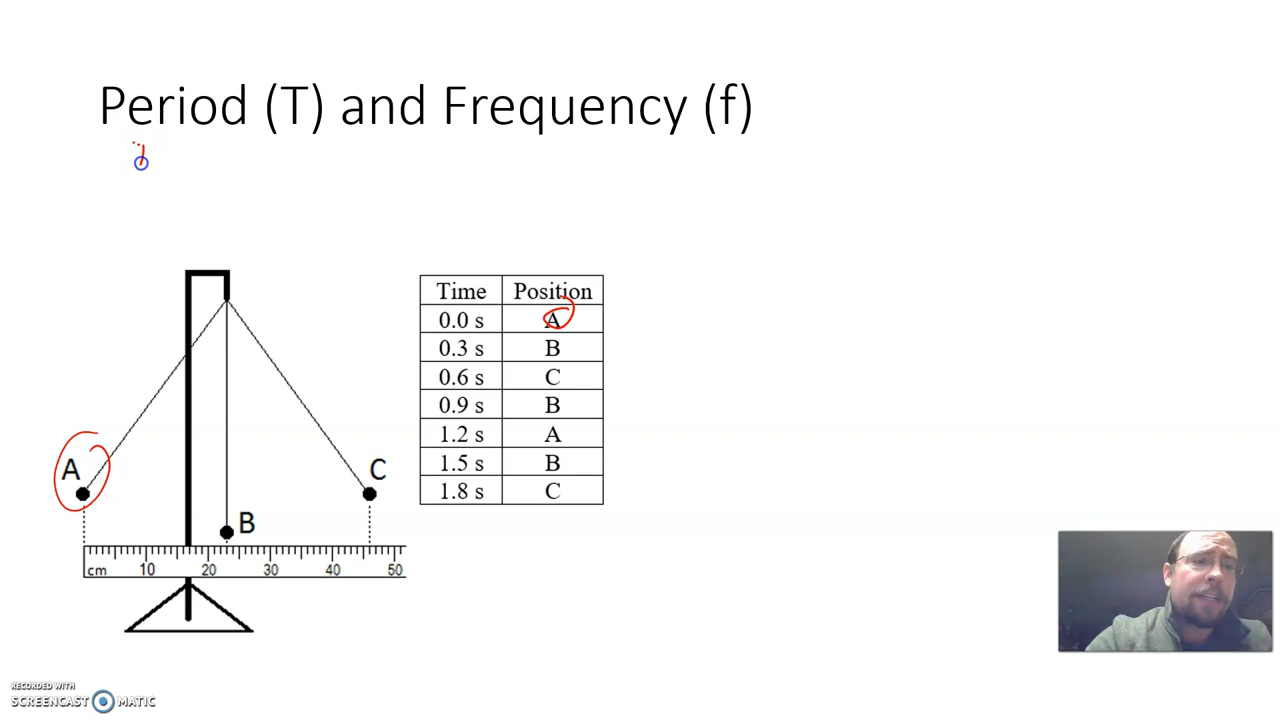 Period (T) and Frequency (f)
Time Position
0.0 s A
0.3 s B
0.6 s C
0.9 s B
1.2 s A
1.5 s B
1.8 s C
A
C
B
cm 10 20 30 40 50
RECORDED WITH
SCREENCAST MATIC